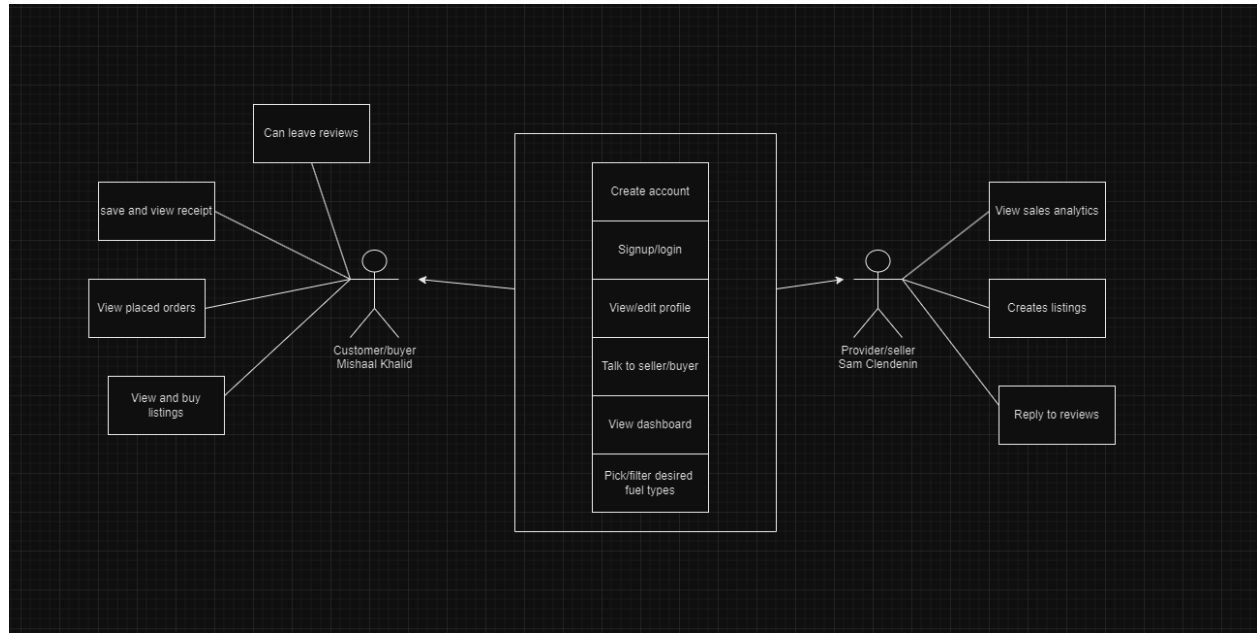 Can leave reviews
save and view receipt
View placed orders
View and buy
listings
Customer/buyer
Mishaal Khalid
Create account
Signup/login
View/edit profile
Talk to seller/buyer
View dashboard
Pick/filter desired
fuel types
Provider/seller
Sam Clendenin
View sales analytics
Creates listings
Reply to reviews